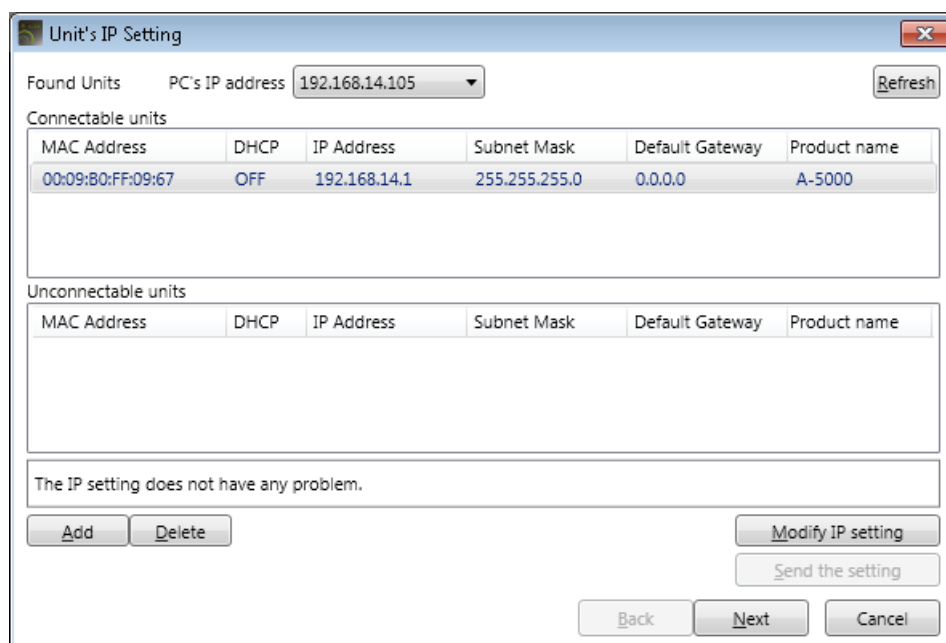 Unit's IP Setting
Found Units PC's IP address 192.168.14.105 Refresh
Connectable units
MAC Address DHCP IP Address Subnet Mask Default Gateway Product name
00:09:B0:FF:09:67 OFF 192.168.14.1 255.255.255.0 0.0.0.0 A-5000
Unconnectable units
MAC Address DHCP IP Address Subnet Mask Default Gateway Product name
The IP setting does not have any problem.
Add Delete Modify IP setting
Send the setting
Back Next Cancel